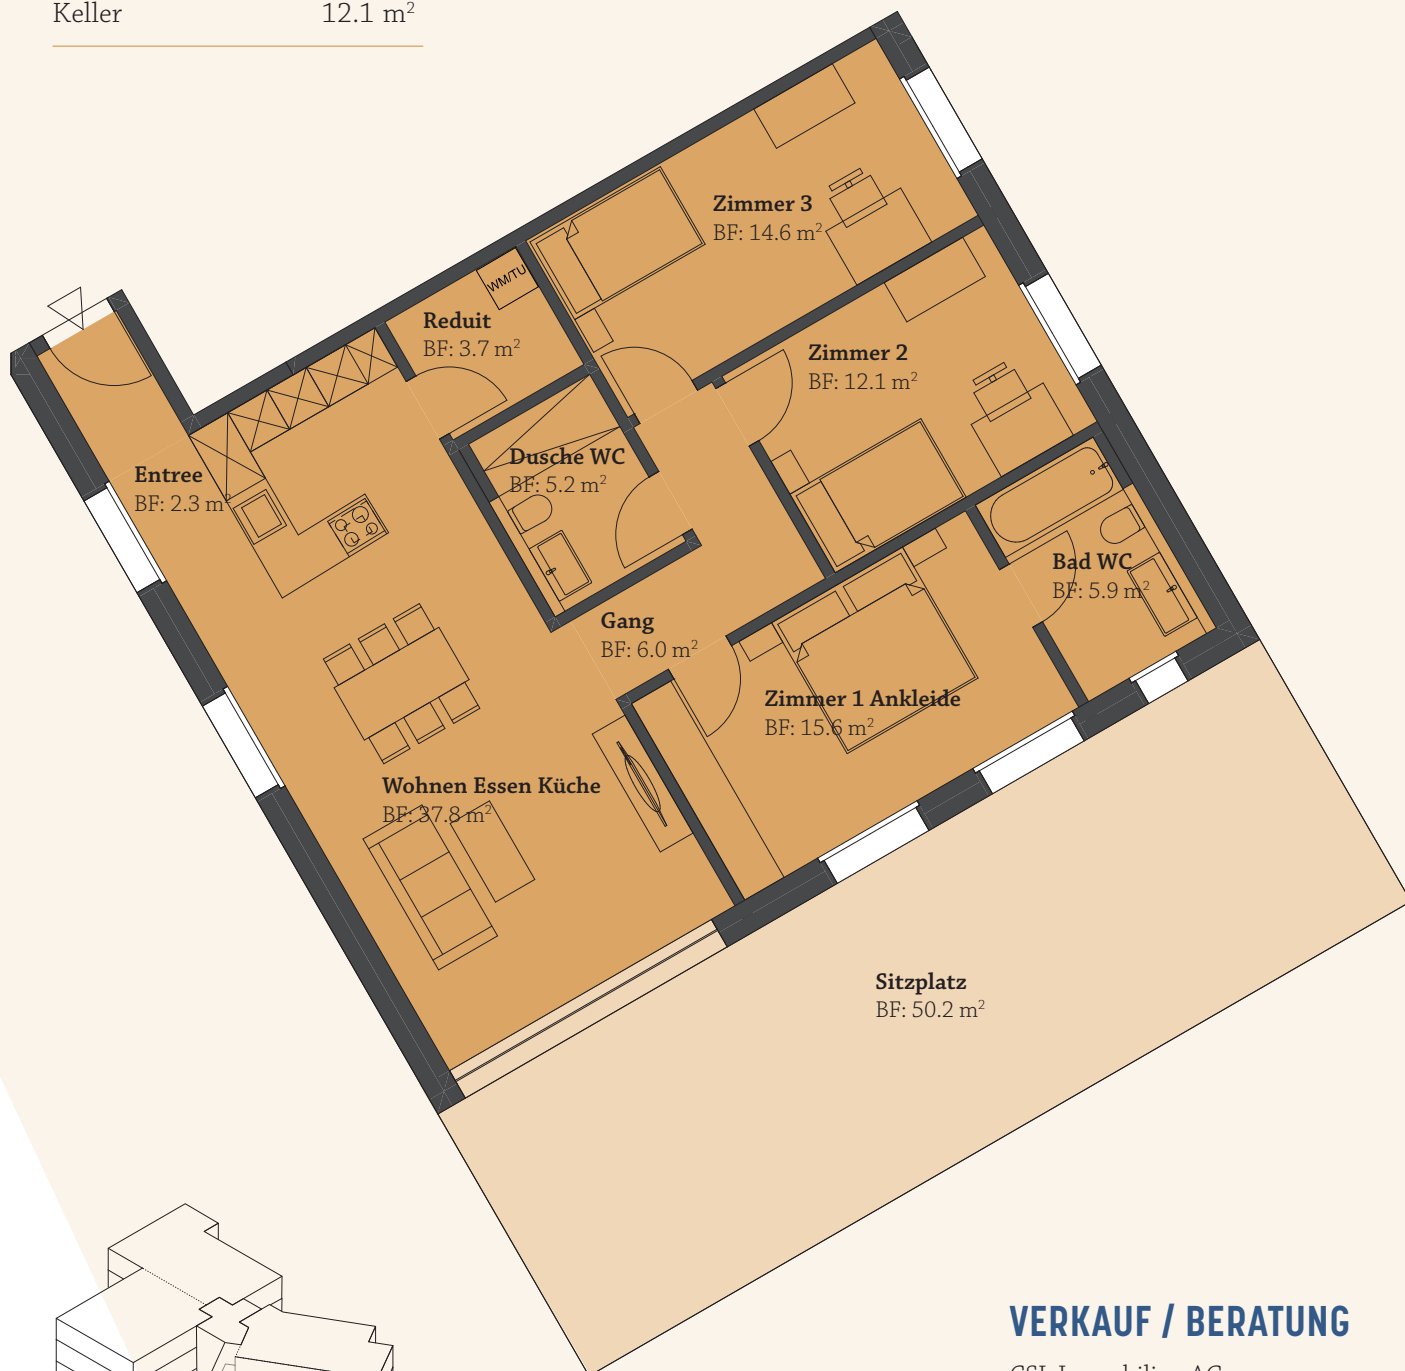 Keller 12.1 m²
Zimmer 3
BF: 14.6 m²
WM/TU
Reduit
BF: 3.7 m²
Zimmer 2
BF: 12.1 m²
Entree
BF: 2.3 m²
Dusche WC
BF: 5.2 m²
Bad WC
BF: 5.9 m²
Gang
BF: 6.0 m²
Zimmer 1 Ankleide
BF: 15.6 m²
Wohnen Essen Küche
BF: 37.8 m²
Sitzplatz
BF: 50.2 m²
VERKAUF / BERATUNG